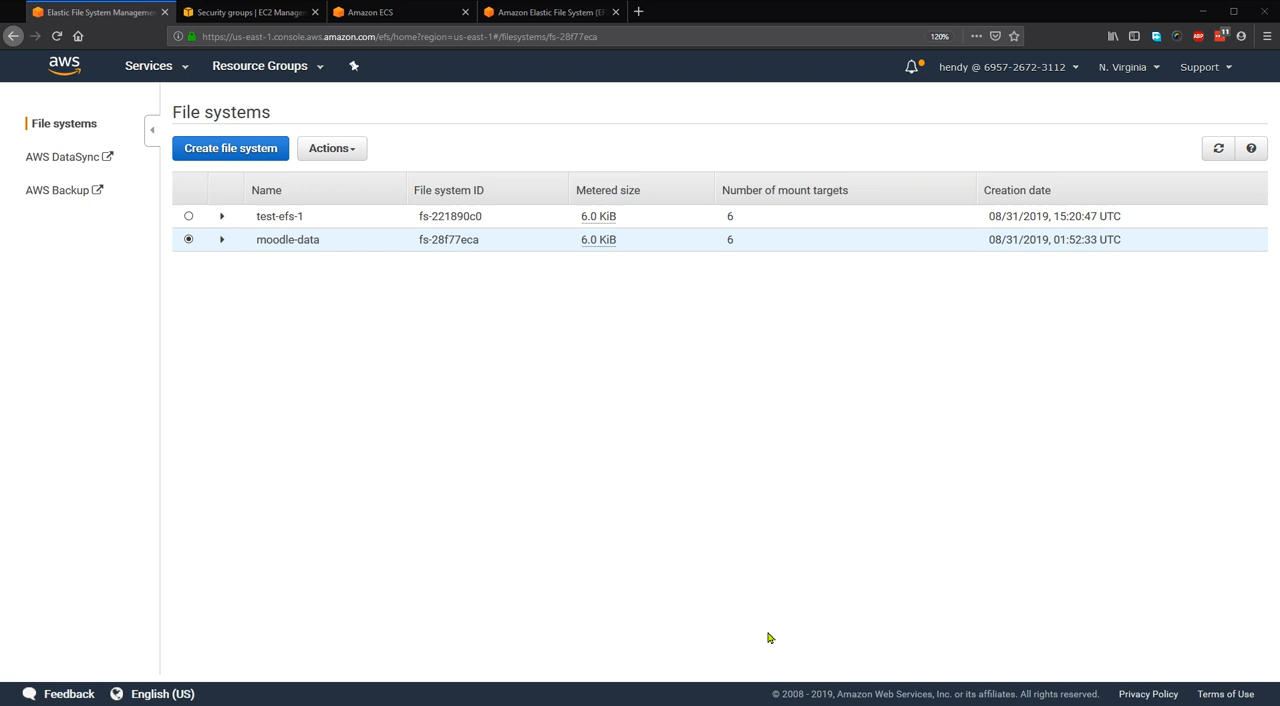 Elastic File System Manageme
Security groups | EC2 Manage
Amazon ECS
Amazon Elastic File System (EF
https://us-east-1.console.aws.amazon.com/efs/home?region=us-east-1#/filesystems/fs-28f77eca
120%
ABP
11
aws
Services
Resource Groups
hendy @ 6957-2672-3112
N. Virginia
Support
File systems
AWS DataSync
AWS Backup
File systems
Create file system
Actions
Name File system ID Metered size Number of mount targets Creation date
test-efs-1 fs-221890c0 6.0 KiB 6 08/31/2019, 15:20:47 UTC
moodle-data fs-28f77eca 6.0 KiB 6 08/31/2019, 01:52:33 UTC
Feedback
English (US)
© 2008 - 2019, Amazon Web Services, Inc. or its affiliates. All rights reserved.
Privacy Policy
Terms of Use